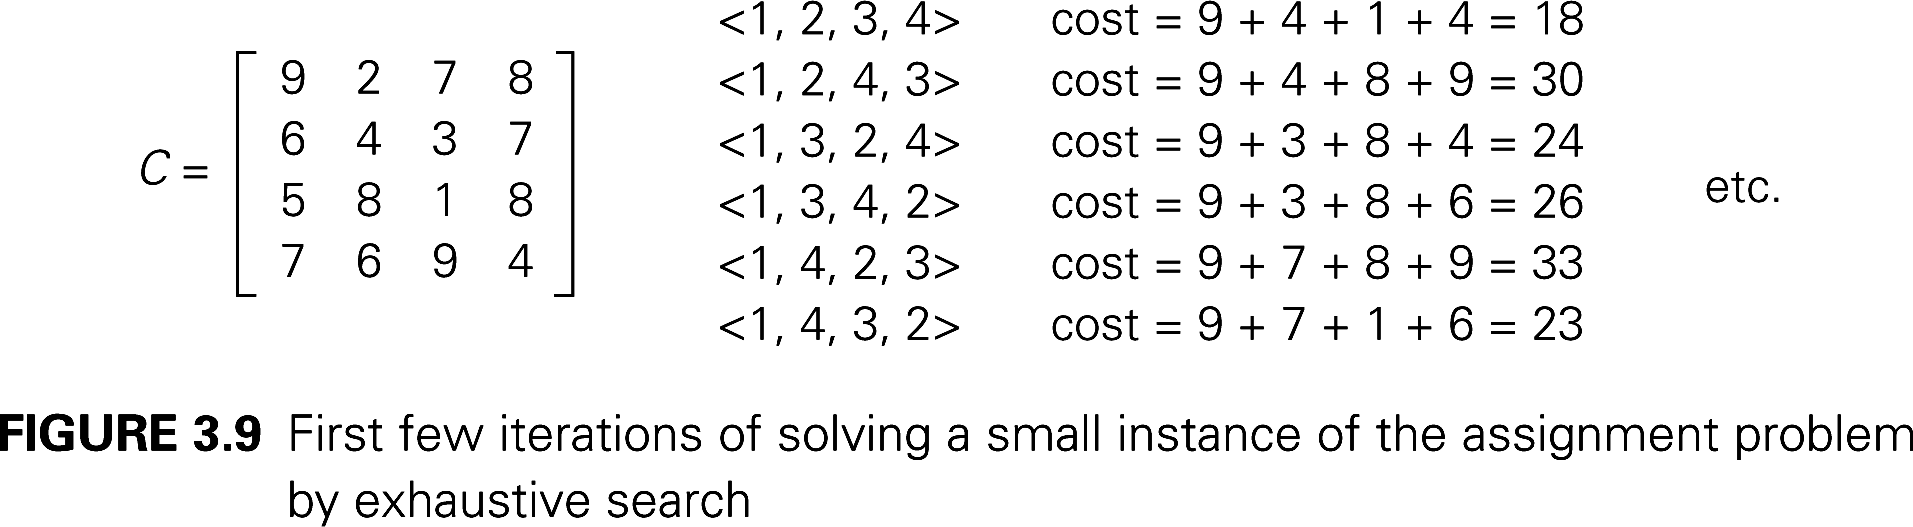 <1, 2, 3, 4> cost = 9 + 4 + 1 + 4 = 18
9 2 7 8 <1, 2, 4, 3> cost = 9 + 4 + 8 + 9 = 30
6 4 3 7 <1, 3, 2, 4> cost = 9 + 3 + 8 + 4 = 24
C = etc.
5 8 1 8 <1, 3, 4, 2> cost = 9 + 3 + 8 + 6 = 26
7 6 9 4 <1, 4, 2, 3> cost = 9 + 7 + 8 + 9 = 33
<1, 4, 3, 2> cost = 9 + 7 + 1 + 6 = 23
FIGURE 3.9 First few iterations of solving a small instance of the assignment problem
by exhaustive search